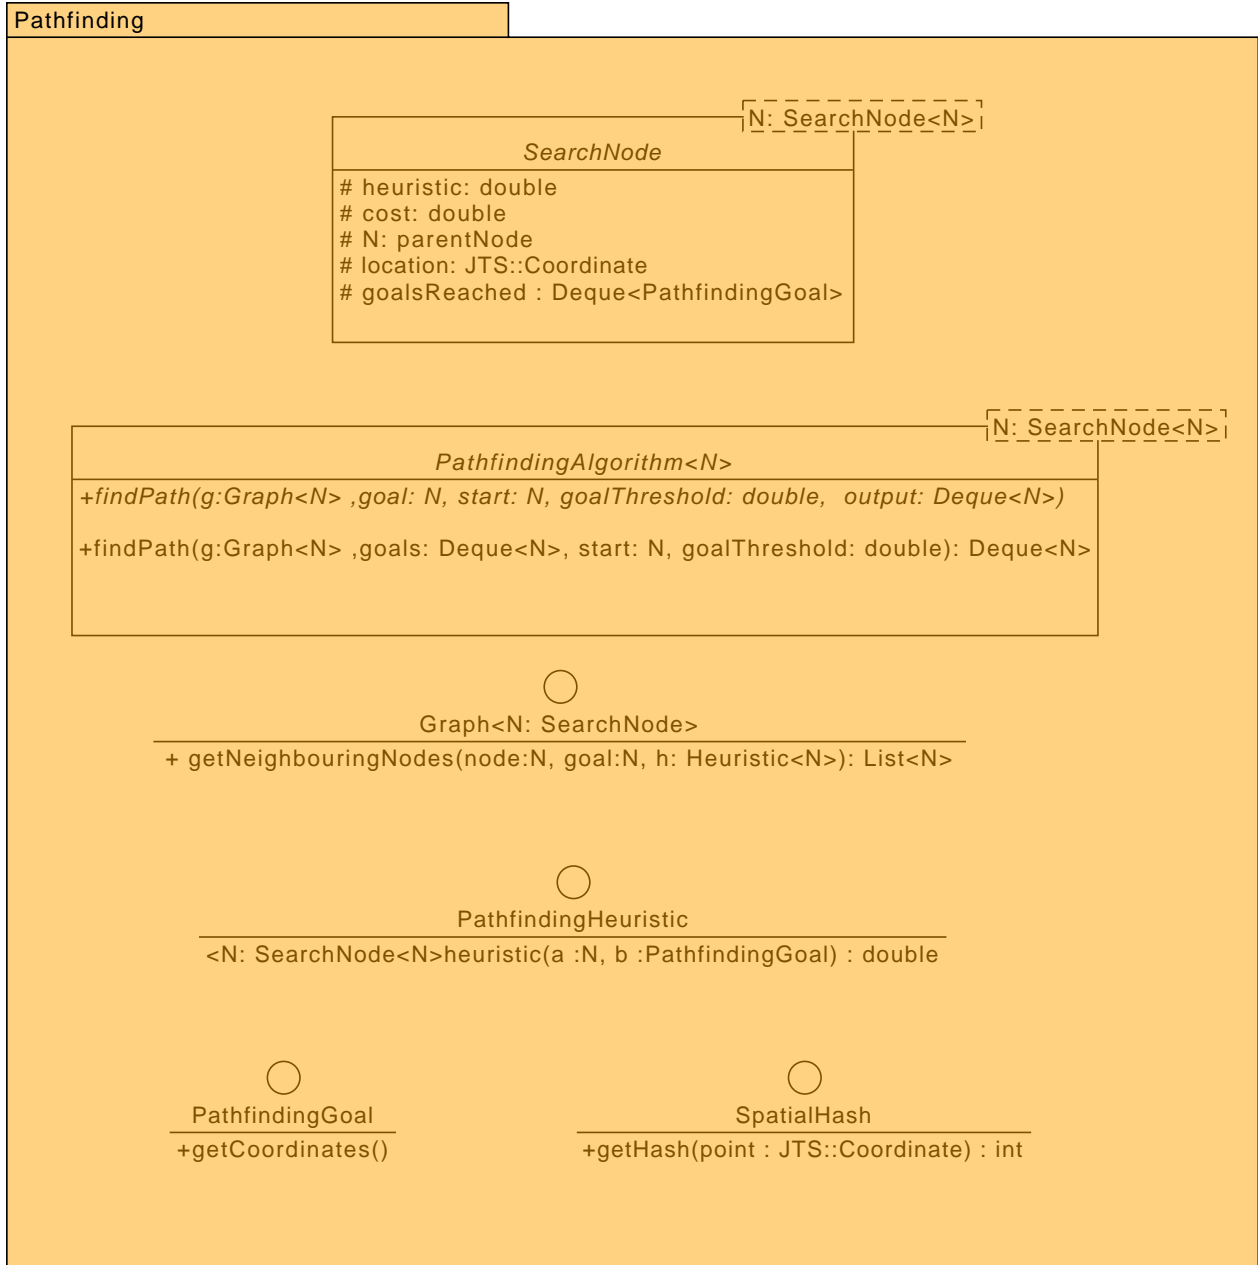 Pathfinding
N: SearchNode<N>
SearchNode
# heuristic: double
# cost: double
# N: parentNode
# location: JTS::Coordinate
# goalsReached : Deque<PathfindingGoal>
N: SearchNode<N>
PathfindingAlgorithm<N>
+findPath(g:Graph<N> ,goal: N, start: N, goalThreshold: double,  output: Deque<N>)
+findPath(g:Graph<N> ,goals: Deque<N>, start: N, goalThreshold: double): Deque<N>
Graph<N: SearchNode>
+ getNeighbouringNodes(node:N, goal:N, h: Heuristic<N>): List<N>
PathfindingHeuristic
<N: SearchNode<N>heuristic(a :N, b :PathfindingGoal) : double
PathfindingGoal
+getCoordinates()
SpatialHash
+getHash(point : JTS::Coordinate) : int